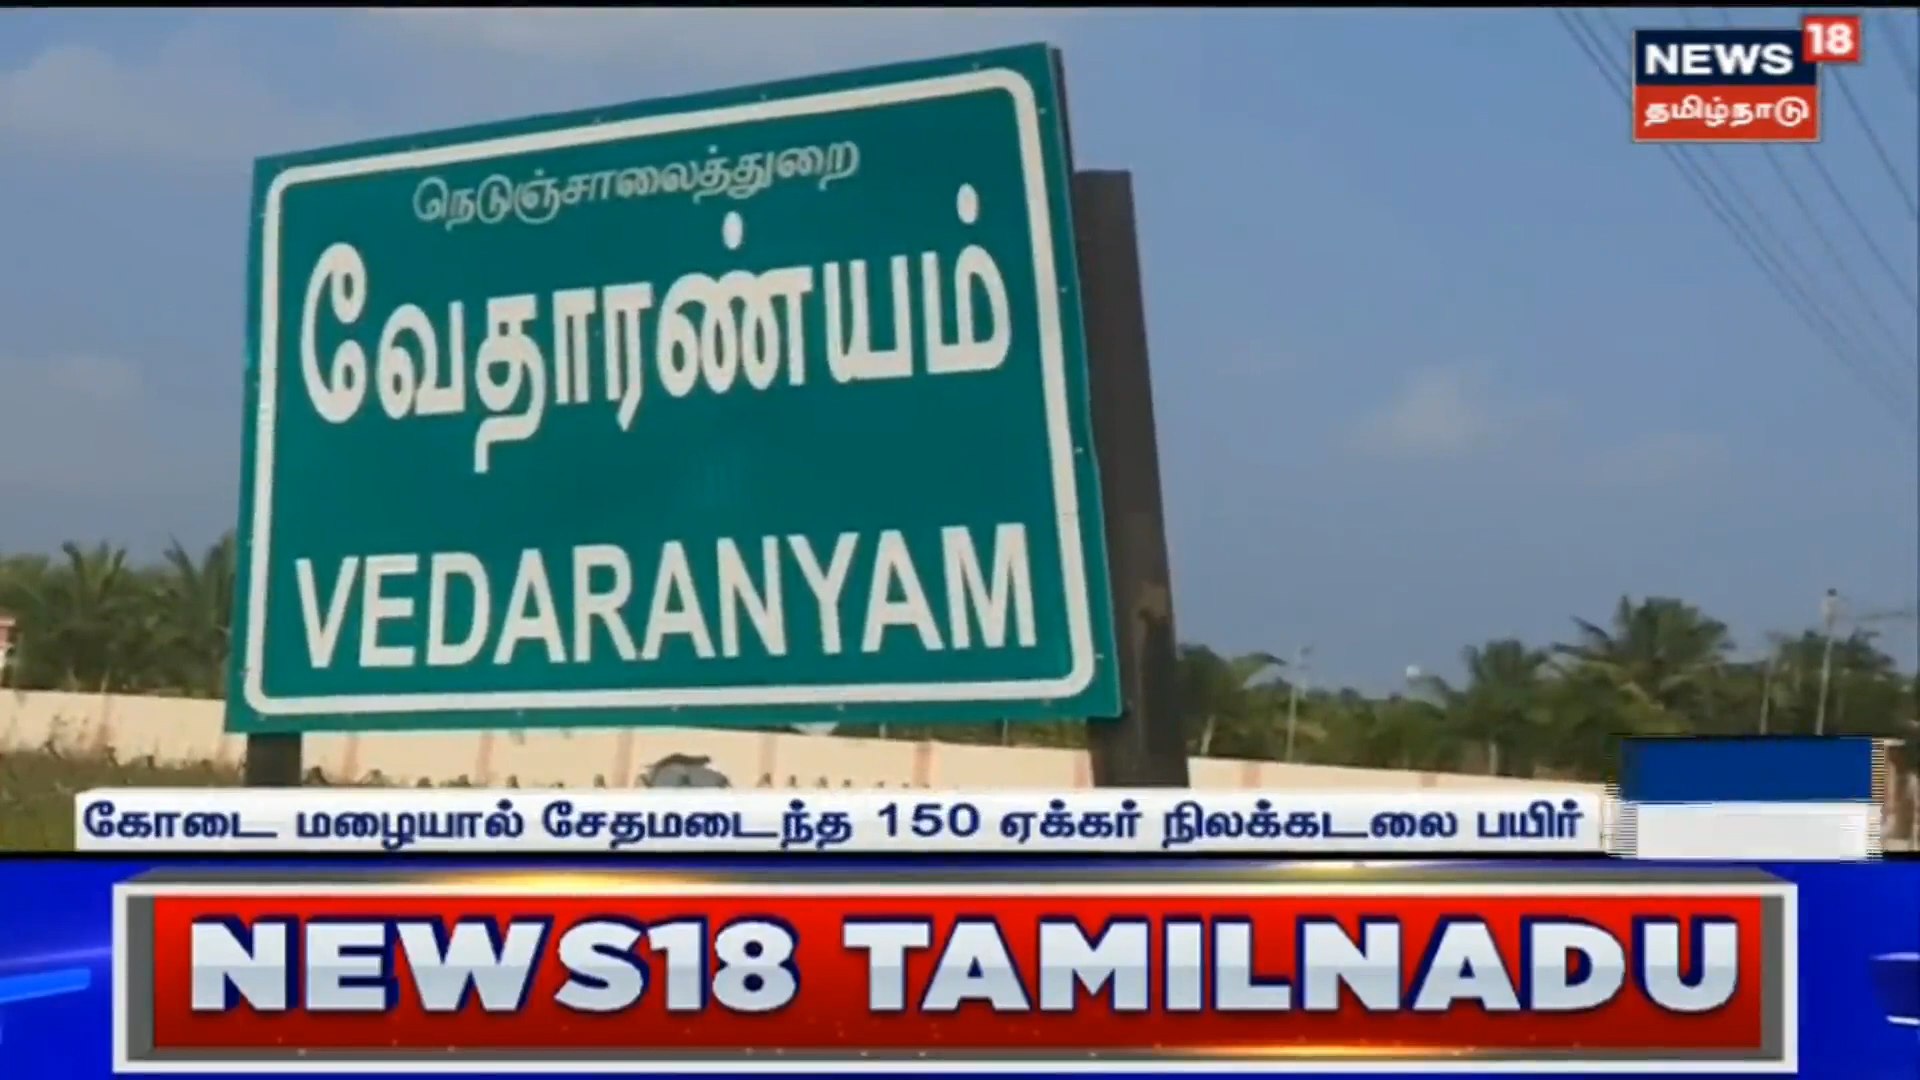 NEWS 18
தமிழ்நாடு
நெடுஞ்சாலைத்துறை
வேதாரண்யம்
VEDARANYAM
கோடை மழையால் சேதமடைந்த 150 ஏக்கர் நிலக்கடலை பயிர்
NEWS18 TAMILNADU